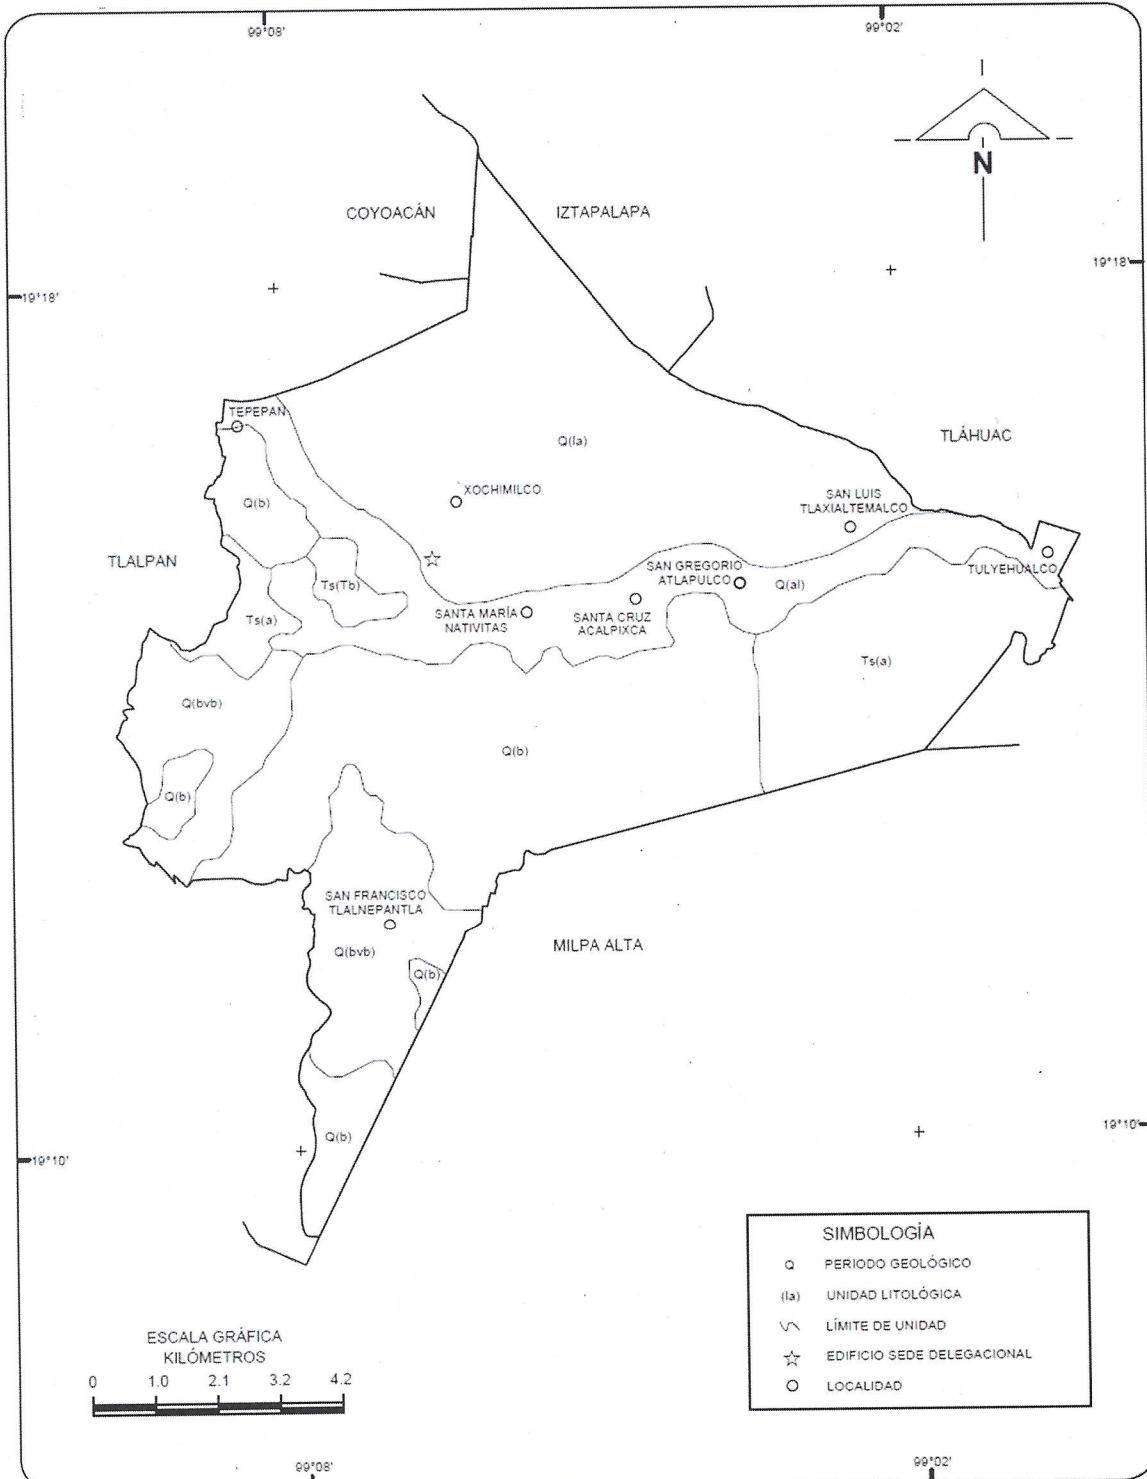 99°08'
99°02'
N
COYOACÁN
IZTAPALAPA
19°18'
19°18'
TEPEPAN
Q(la)
TLÁHUAC
XOCHIMILCO
Q(b)
SAN LUIS
TLAXIALTEMALCO
TLALPAN
SAN GREGORIO
ATLAPULCO
TULYEHUALCO
Ts(Tb)
Q(al)
Ts(a)
SANTA MARÍA
NATIVITAS
SANTA CRUZ
ACALPIXCA
Ts(a)
Q(bvb)
Q(b)
Q(b)
SAN FRANCISCO
TLALNEPANTLA
MILPA ALTA
Q(bvb)
Q(b)
Q(b)
19°10'
19°10'
SIMBOLOGÍA
Q PERIODO GEOLÓGICO
(la) UNIDAD LITOLÓGICA
LÍMITE DE UNIDAD
EDIFICIO SEDE DELEGACIONAL
LOCALIDAD
ESCALA GRÁFICA
KILÓMETROS
0 1.0 2.1 3.2 4.2
99°08'
99°02'